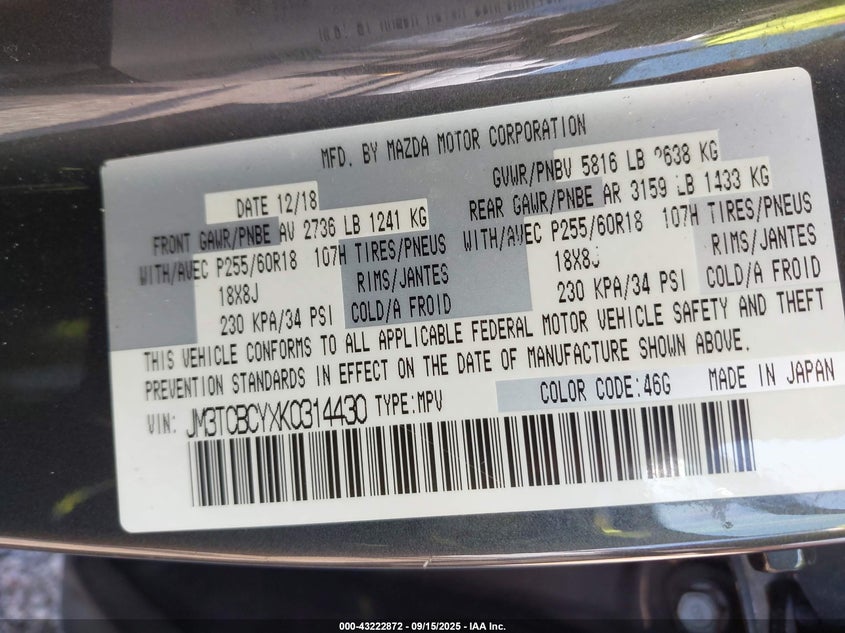 MFD. BY MAZDA MOTOR CORPORATION
DATE 12/18 GVWR/PNBV 5816 LB 2638 KG
FRONT GAWR/PNBE AV 2736 LB 1241 KG REAR GAWR/PNBE AR 3159 LB 1433 KG
WITH/AVEC P255/60R18 107H TIRES/PNEUS WITH/AVEC P255/60R18 107H TIRES/PNEUS
18X8J RIMS/JANTES 18X8J RIMS/JANTES
230 KPA/34 PSI COLD/A FROID 230 KPA/34 PSI COLD/A FROID
THIS VEHICLE CONFORMS TO ALL APPLICABLE FEDERAL MOTOR VEHICLE SAFETY AND THEFT
PREVENTION STANDARDS IN EFFECT ON THE DATE OF MANUFACTURE SHOWN ABOVE.
COLOR CODE:46G MADE IN JAPAN
VIN: JM3TCBCYXK0314430 TYPE:MPV
000-43222872 - 09/15/2025 - IAA Inc.